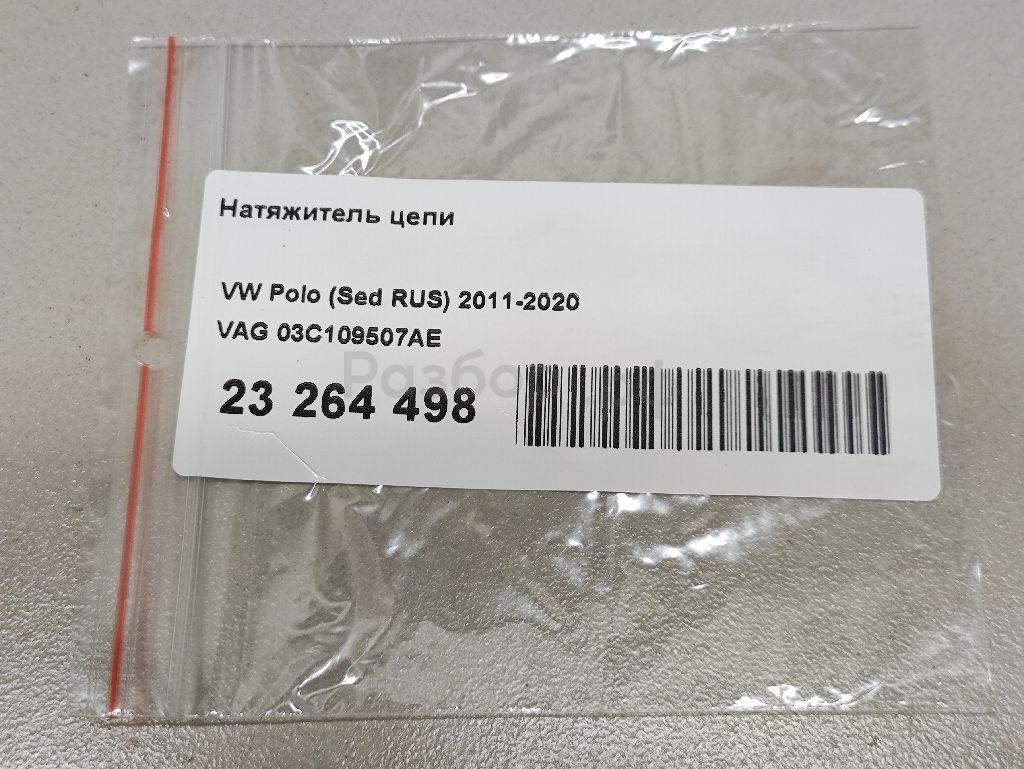 Натяжитель цепи
VW Polo (Sed RUS) 2011-2020
VAG 03C109507AE
23 264 498